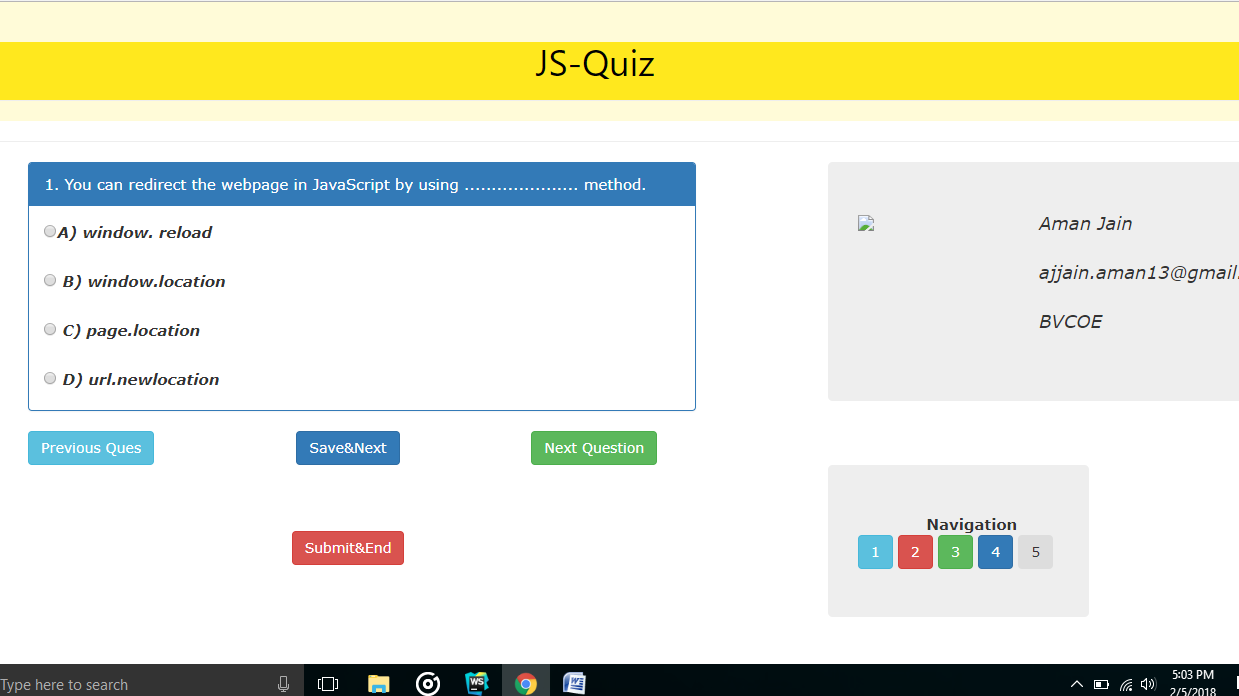 JS-Quiz
1. You can redirect the webpage in JavaScript by using ..................... method.
A) window. reload
B) window.location
C) page.location
D) url.newlocation
Previous Ques
Save&Next
Next Question
Submit&End
Aman Jain
ajjain.aman13@gmail.
BVCOE
Navigation
1 2 3 4 5
Type here to search
WS
W
5:03 PM
2/5/2018